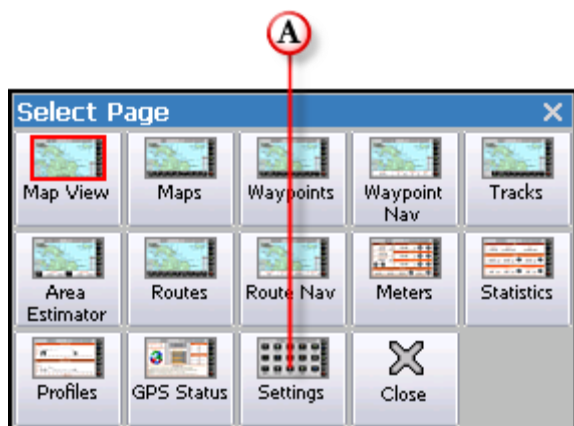 A
Select Page
Map View
Maps
Waypoints
Waypoint
Nav
Tracks
Area
Estimator
Routes
Route Nav
Meters
Statistics
Profiles
GPS Status
Settings
Close